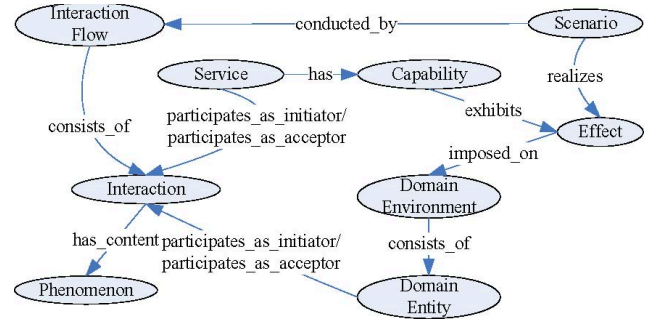 Interaction
Flow
conducted_by
Scenario
Service
has
Capability
realizes
participates_as_initiator/
participates_as_acceptor
exhibits
Effect
consists_of
imposed_on
Interaction
Domain
Environment
has_content
participates_as_initiator/
participates_as_acceptor
consists_of
Phenomenon
Domain
Entity